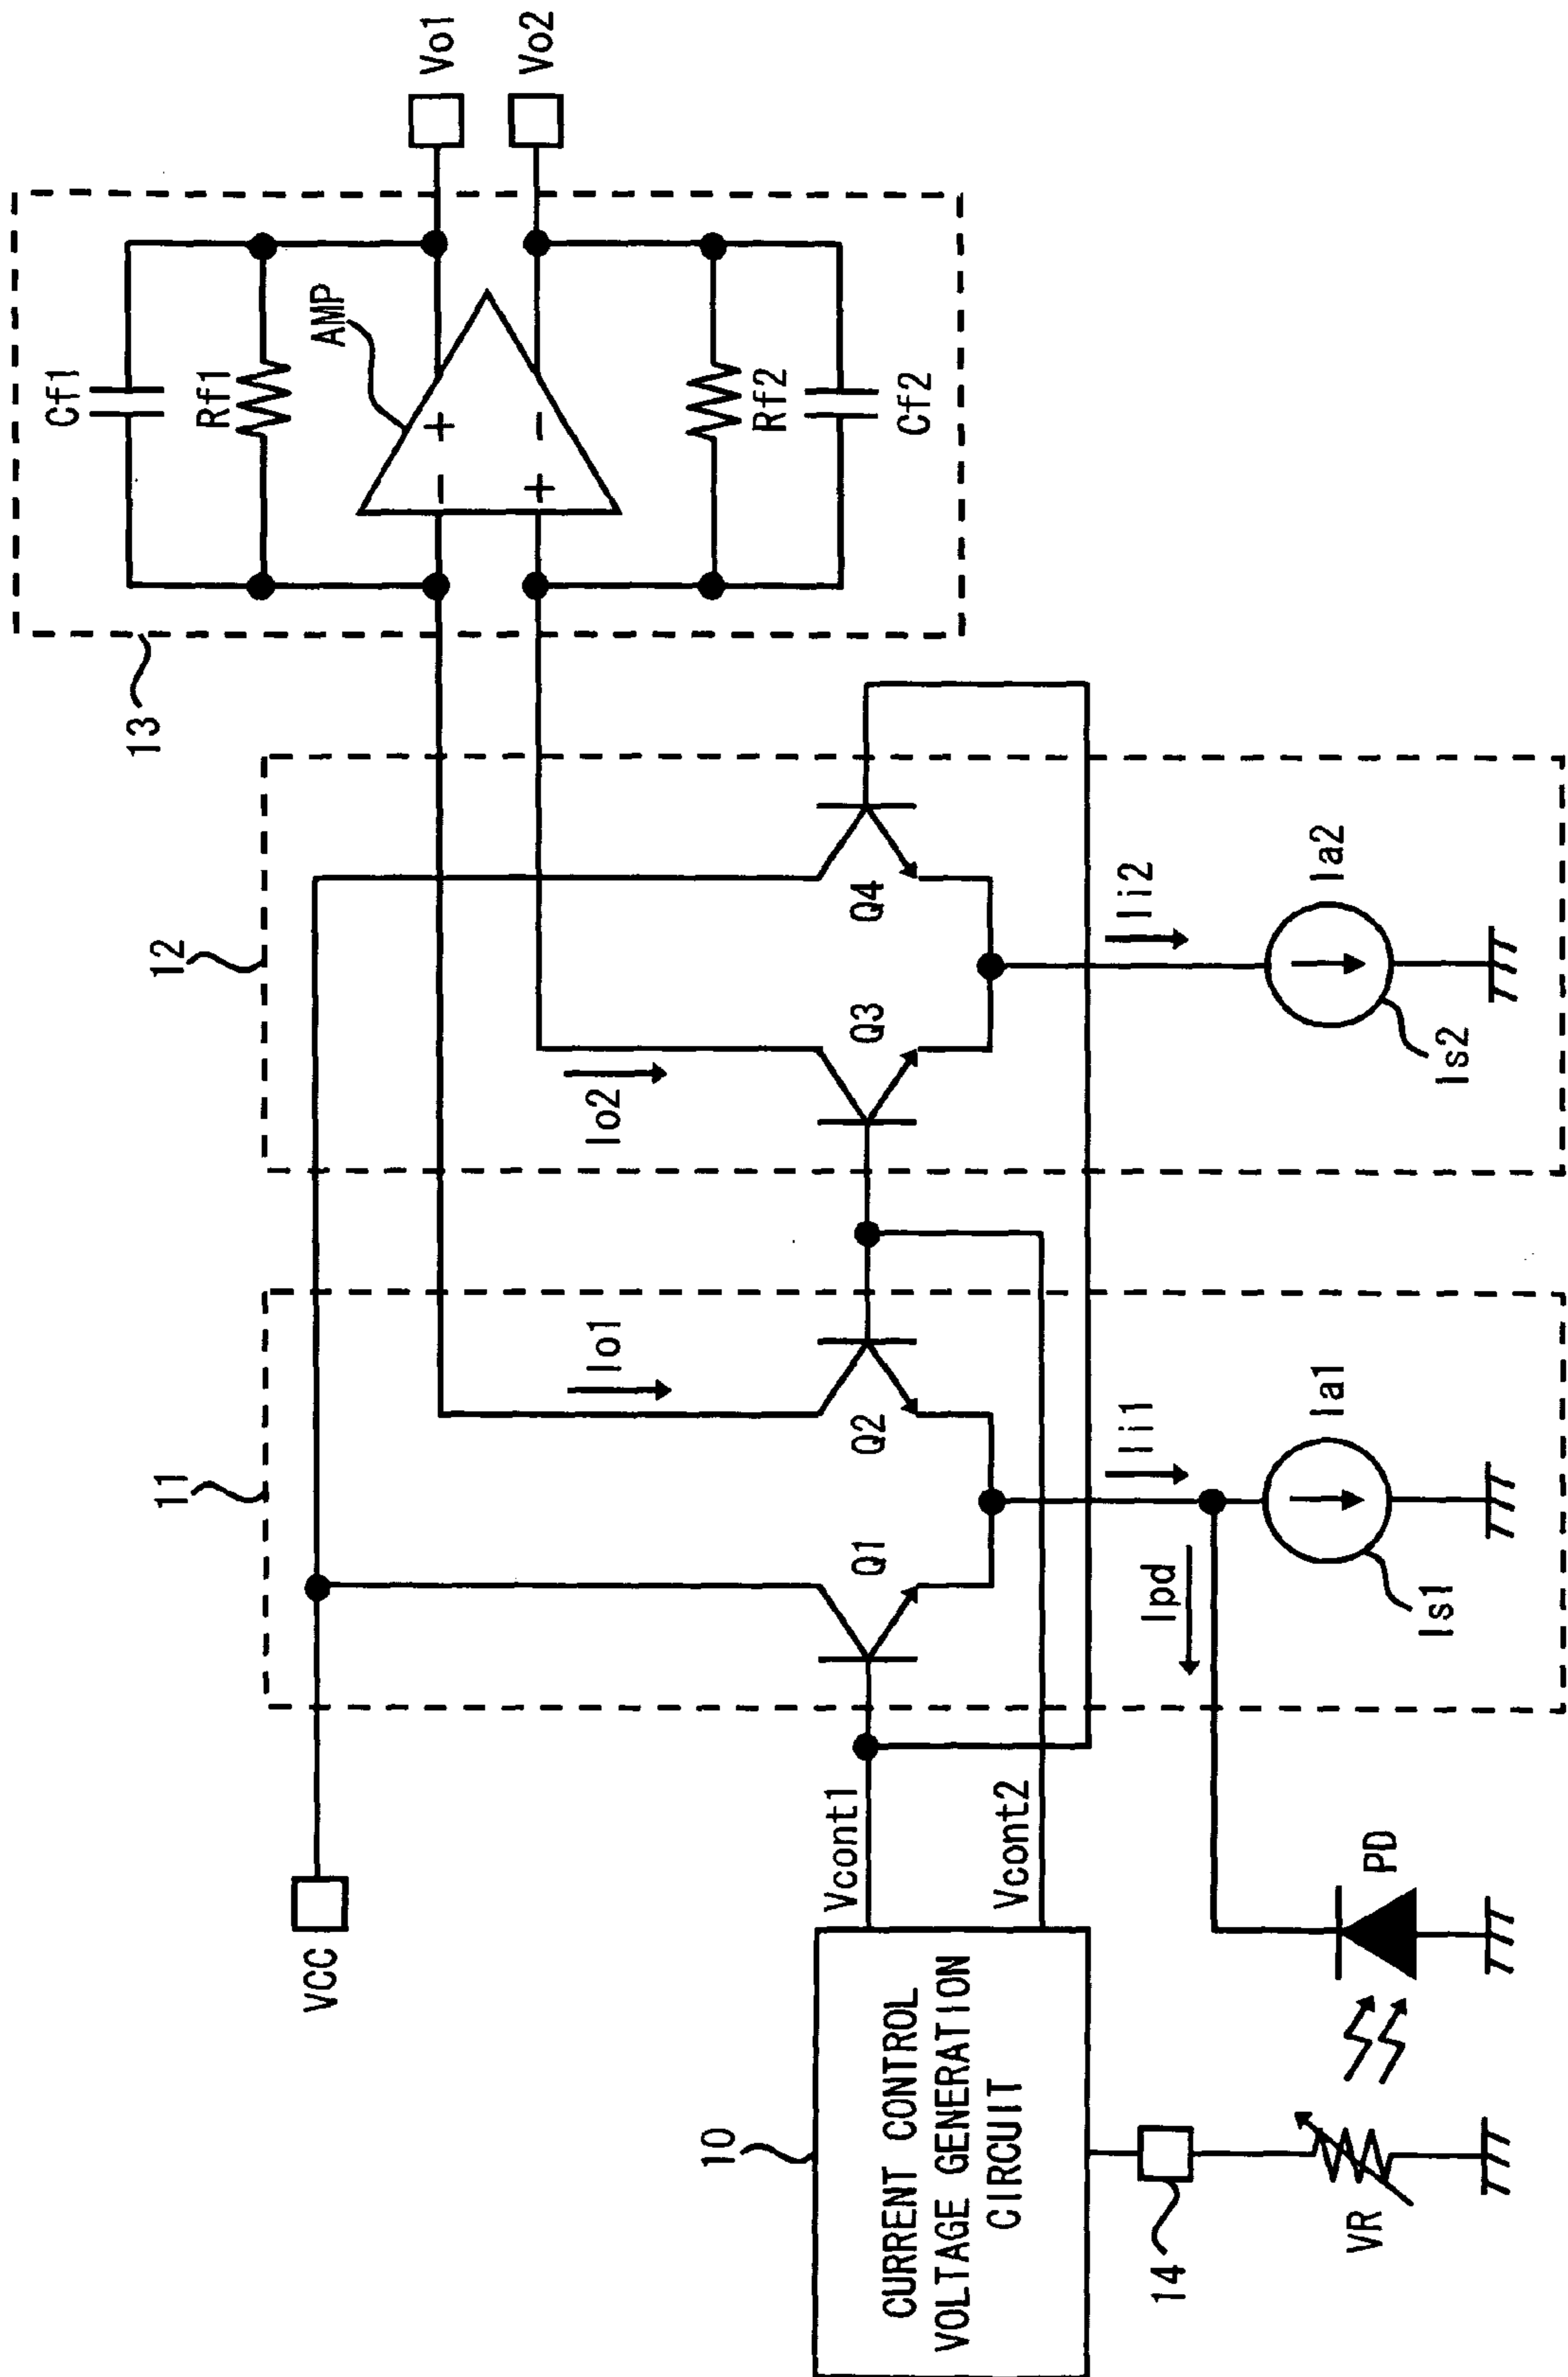 Vo1
Vo2
Cf1
Rf1
AMP
- +
+ -
Rf2
Cf2
13
12
11
Io1
Io2
Q1
Q2
Q3
Q4
Ii1
Ii2
Ia1
Ia2
Is1
Is2
Ipd
VCC
Vcont1
Vcont2
10
CURRENT CONTROL
VOLTAGE GENERATION
CIRCUIT
14
VR
PD